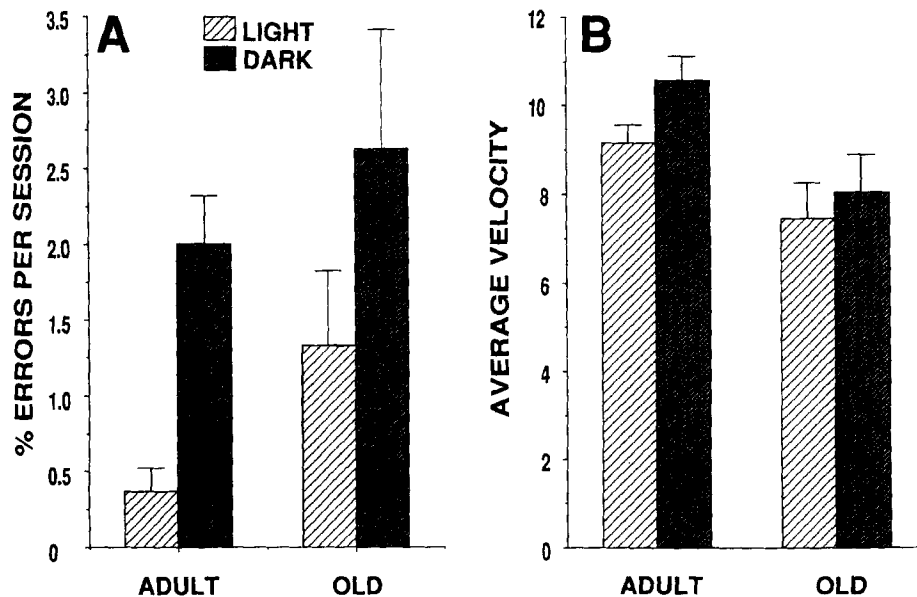 A
LIGHT
DARK
% ERRORS PER SESSION
3.5
3.0
2.5
2.0
1.5
1.0
0.5
0
ADULT OLD
B
AVERAGE VELOCITY
12
10
8
6
4
2
0
ADULT OLD